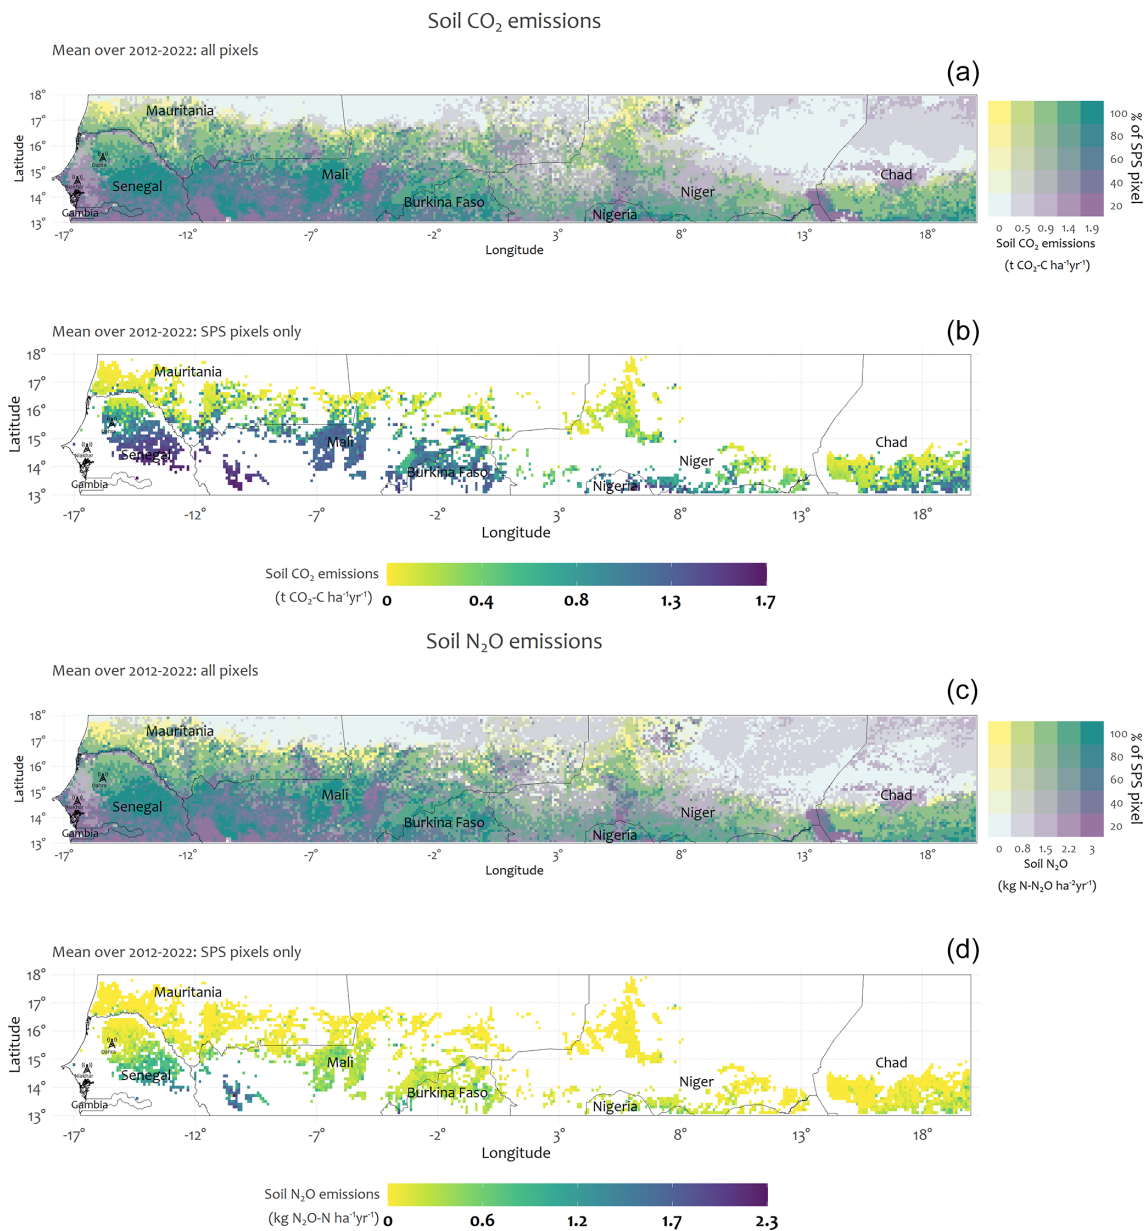 Soil CO₂ emissions
Mean over 2012-2022: all pixels
(a)
18°
17°
16°
15°
14°
13°
Latitude
Mauritania
Dahra
Niakhar
Senegal
Gambia
Mali
Burkina Faso
Niger
Nigeria
Chad
-17 -12° -7° -2° 3° 8° 13° 18°
Longitude
100
80
60
40
20
% of SPS pixel
0 0.5 0.9 1.4 1.9
Soil CO₂ emissions
(t CO₂-C ha⁻¹yr⁻¹)
Mean over 2012-2022: SPS pixels only
(b)
18°
17°
16°
15°
14°
13°
Latitude
Mauritania
Dahra
Niakhar
Senegal
Gambia
Mali
Burkina Faso
Niger
Nigeria
Chad
-17° -12° -7° -2° 3° 8° 13° 18°
Longitude
Soil CO₂ emissions
(t CO₂-C ha⁻¹yr⁻¹)
0 0.4 0.8 1.3 1.7
Soil N₂O emissions
Mean over 2012-2022: all pixels
(c)
18°
17°
16°
15°
14°
13°
Latitude
Mauritania
Dahra
Niakhar
Senegal
Gambia
Mali
Burkina Faso
Niger
Nigeria
Chad
-17° -12° -7° -2° 3° 8° 13° 18°
Longitude
100
80
60
40
20
% of SPS pixel
0 0.8 1.5 2.2 3
Soil N₂O
(kg N-N₂O ha⁻²yr⁻¹)
Mean over 2012-2022: SPS pixels only
(d)
18°
17°
16°
15°
14°
13°
Latitude
Mauritania
Dahra
Niakhar
Senegal
Gambia
Mali
Burkina Faso
Niger
Nigeria
Chad
-17° -12° -7° -2° 3° 8° 13° 18°
Longitude
Soil N₂O emissions
(kg N₂O-N ha⁻¹yr⁻¹)
0 0.6 1.2 1.7 2.3